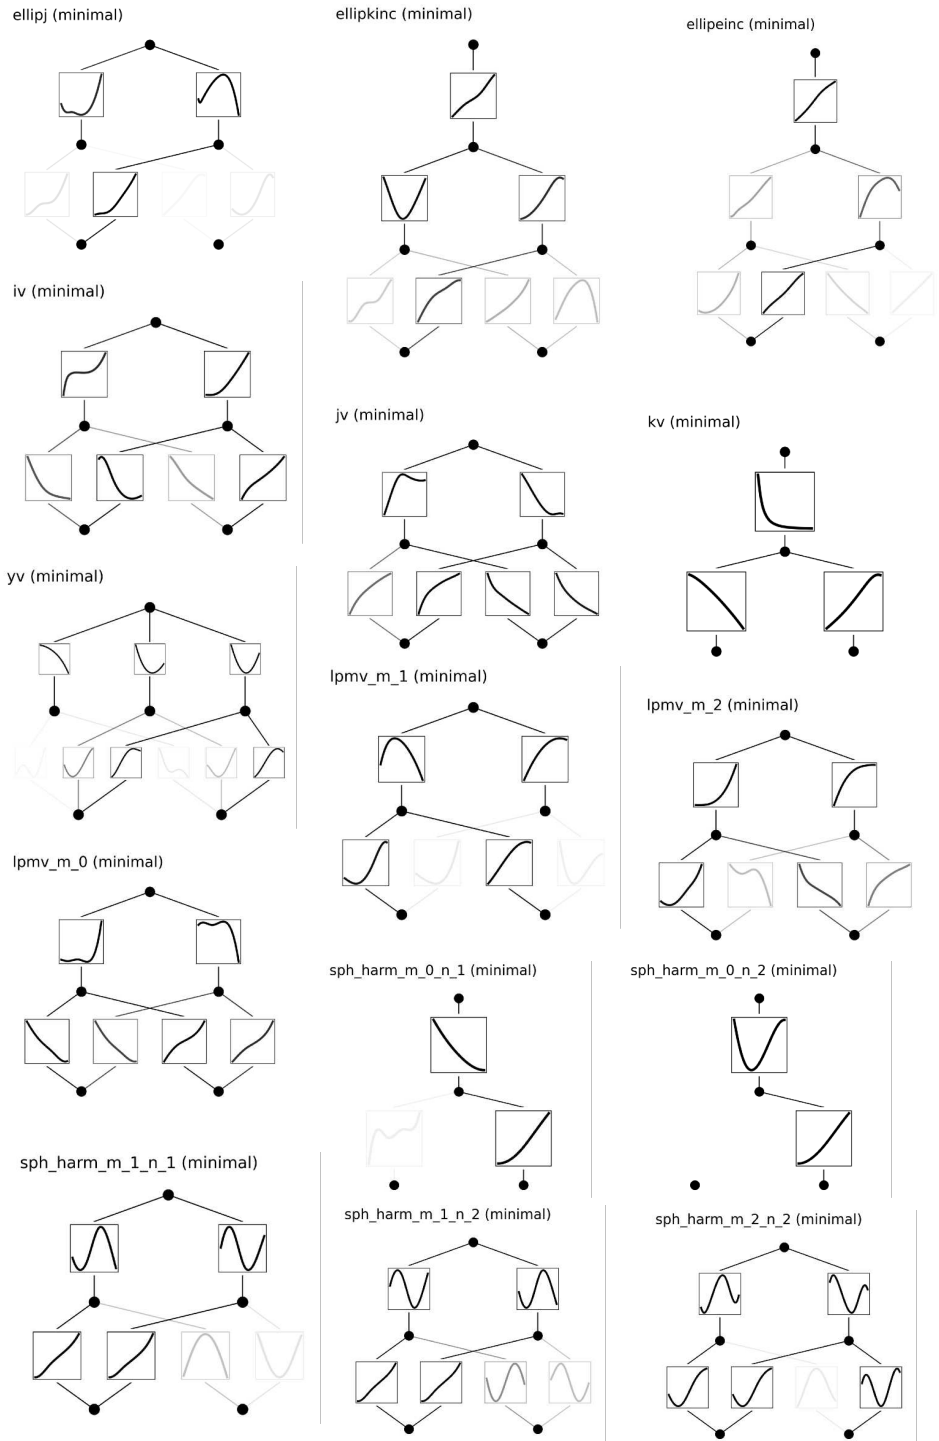 ellipj (minimal)
ellipkinc (minimal)
ellipeinc (minimal)
iv (minimal)
jv (minimal)
kv (minimal)
yv (minimal)
lpmv_m_1 (minimal)
lpmv_m_2 (minimal)
lpmv_m_0 (minimal)
sph_harm_m_0_n_1 (minimal)
sph_harm_m_0_n_2 (minimal)
sph_harm_m_1_n_1 (minimal)
sph_harm_m_1_n_2 (minimal)
sph_harm_m_2_n_2 (minimal)